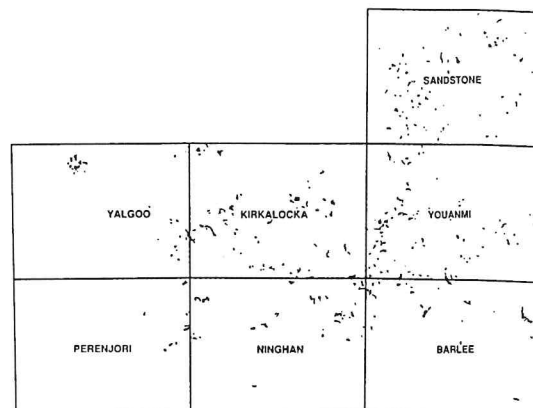 SANDSTONE
YALGOO KIRKALOCKA YOUANMI
PERENJORI NINGHAN BARLEE